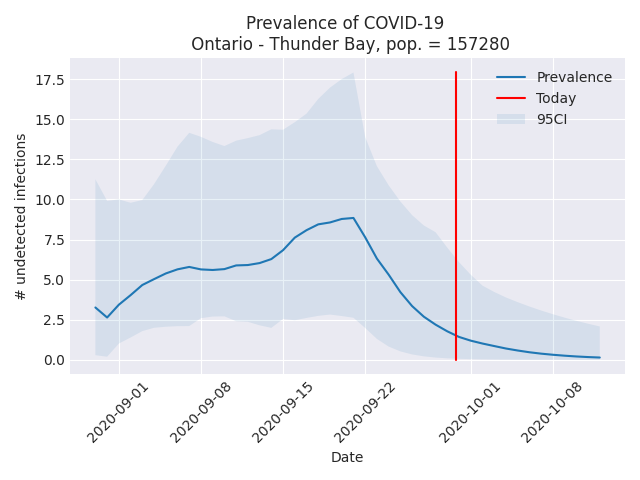 Prevalence of COVID-19
Ontario - Thunder Bay, pop. = 157280
17.5
15.0
12.5
10.0
7.5
5.0
2.5
0.0
# undetected infections
Prevalence
Today
95CI
2020-09-01
2020-09-08
2020-09-15
2020-09-22
2020-10-01
2020-10-08
Date